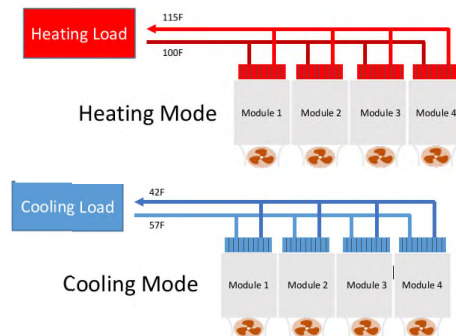 115F
Heating Load
100F
Heating Mode
Module 1
Module 2
Module 3
Module 4
42F
Cooling Load
57F
Cooling Mode
Module 1
Module 2
Module 3
Module 4